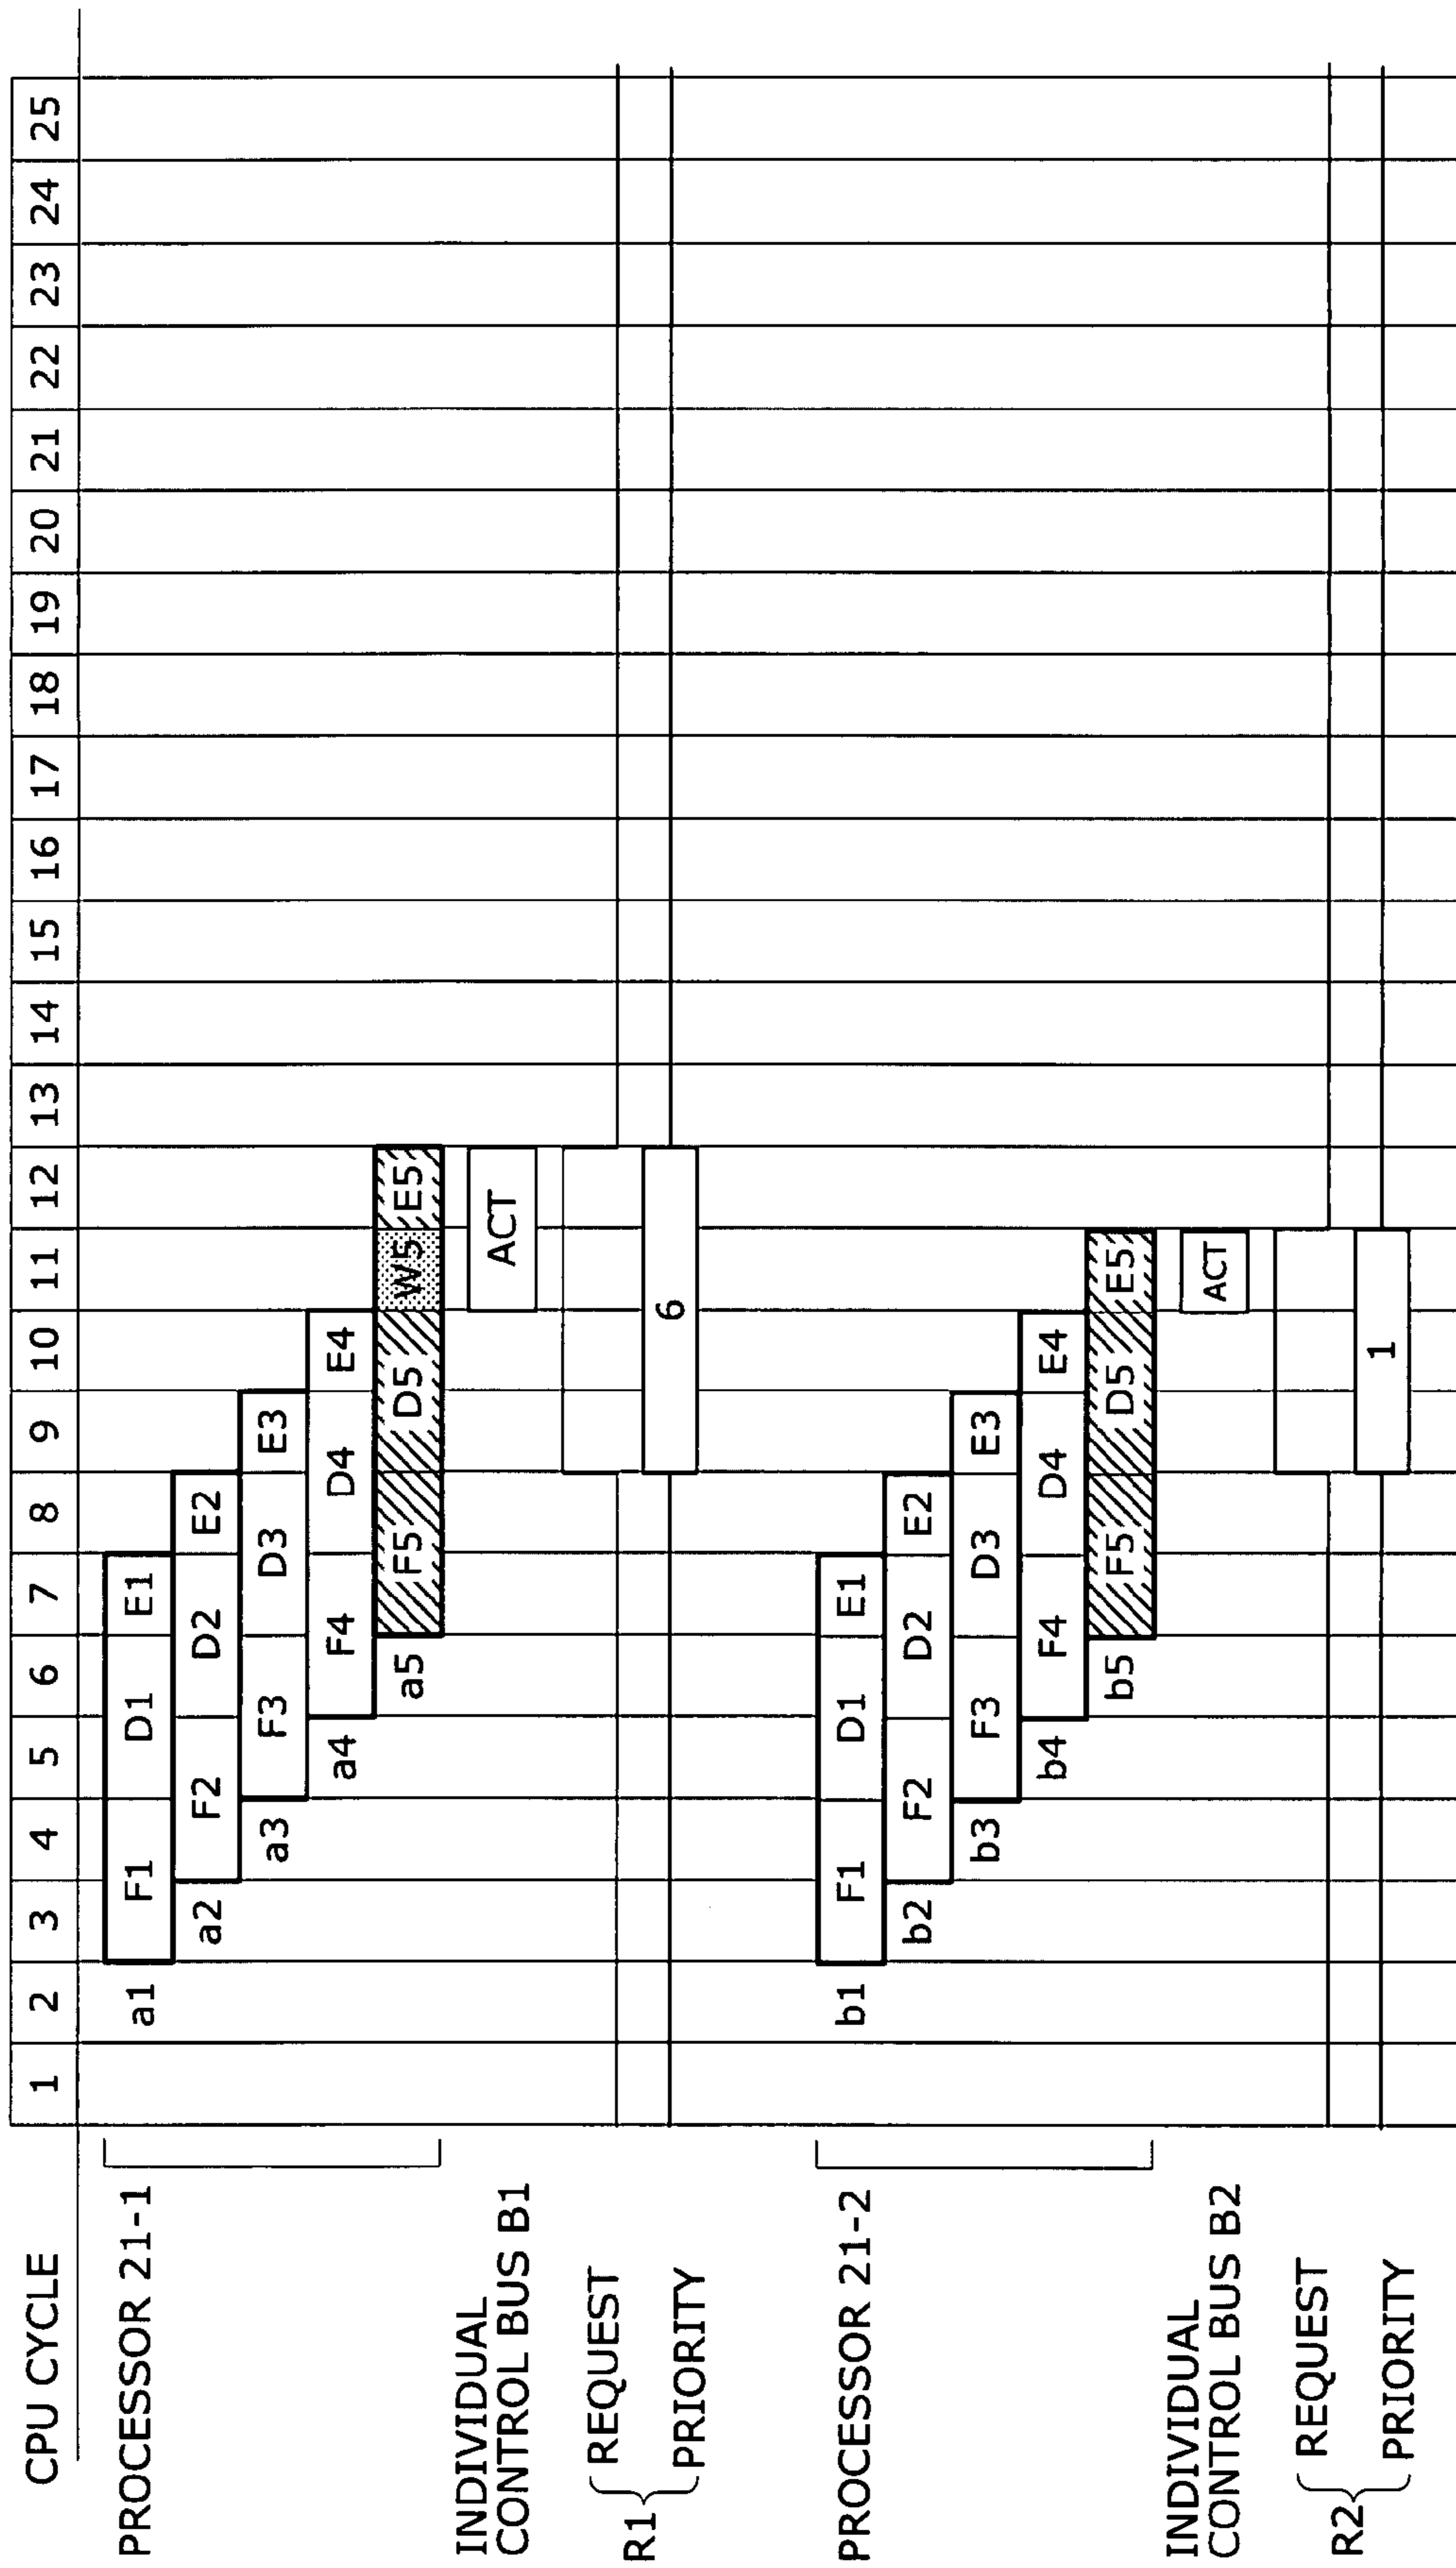 CPU CYCLE 1 2 3 4 5 6 7 8 9 10 11 12 13 14 15 16 17 18 19 20 21 22 23 24 25
PROCESSOR 21-1
a1 F1 D1 E1
a2 F2 D2 E2
a3 F3 D3 E3
a4 F4 D4 E4
a5 F5 D5 W5 E5
INDIVIDUAL
CONTROL BUS B1
ACT
R1
REQUEST
PRIORITY
6
PROCESSOR 21-2
b1 F1 D1 E1
b2 F2 D2 E2
b3 F3 D3 E3
b4 F4 D4 E4
b5 F5 D5 E5
INDIVIDUAL
CONTROL BUS B2
ACT
R2
REQUEST
PRIORITY
1